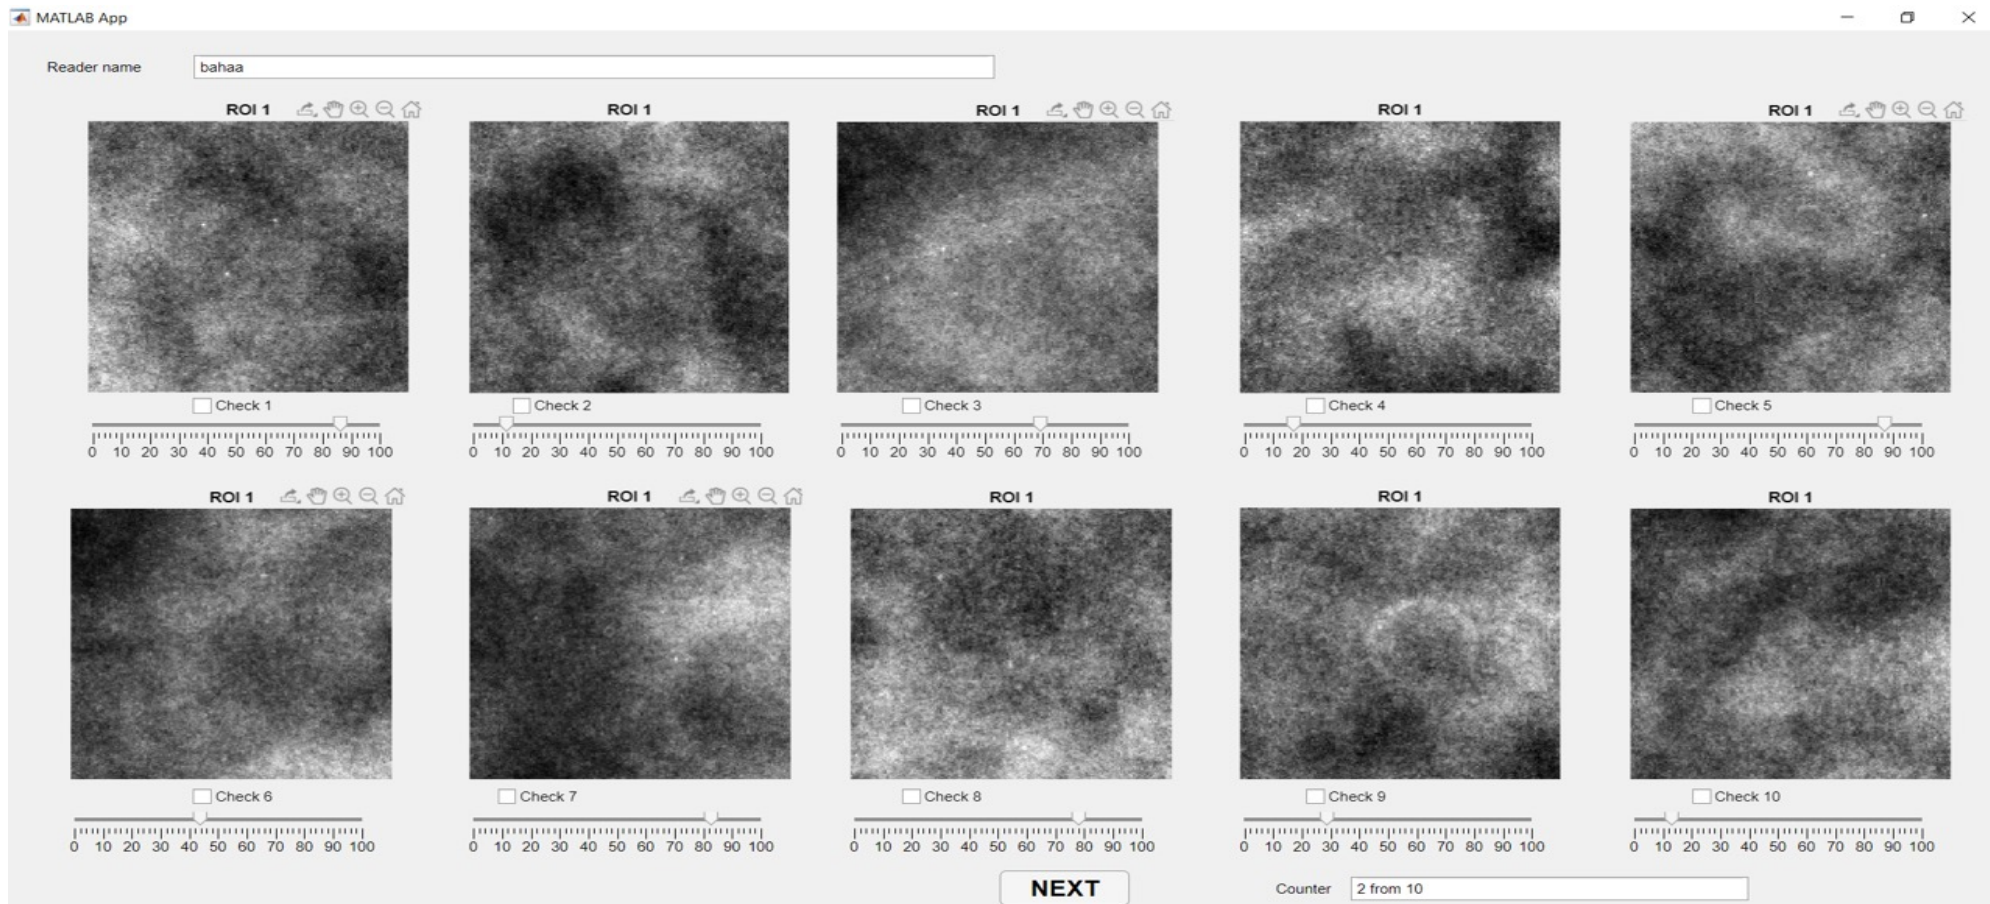 MATLAB App
Reader name bahaa
ROI 1 ROI 1 ROI 1 ROI 1 ROI 1
Check 1 Check 2 Check 3 Check 4 Check 5
0 10 20 30 40 50 60 70 80 90 100 0 10 20 30 40 50 60 70 80 90 100 0 10 20 30 40 50 60 70 80 90 100 0 10 20 30 40 50 60 70 80 90 100 0 10 20 30 40 50 60 70 80 90 100
ROI 1 ROI 1 ROI 1 ROI 1 ROI 1
Check 6 Check 7 Check 8 Check 9 Check 10
0 10 20 30 40 50 60 70 80 90 100 0 10 20 30 40 50 60 70 80 90 100 0 10 20 30 40 50 60 70 80 90 100 0 10 20 30 40 50 60 70 80 90 100 0 10 20 30 40 50 60 70 80 90 100
NEXT Counter 2 from 10